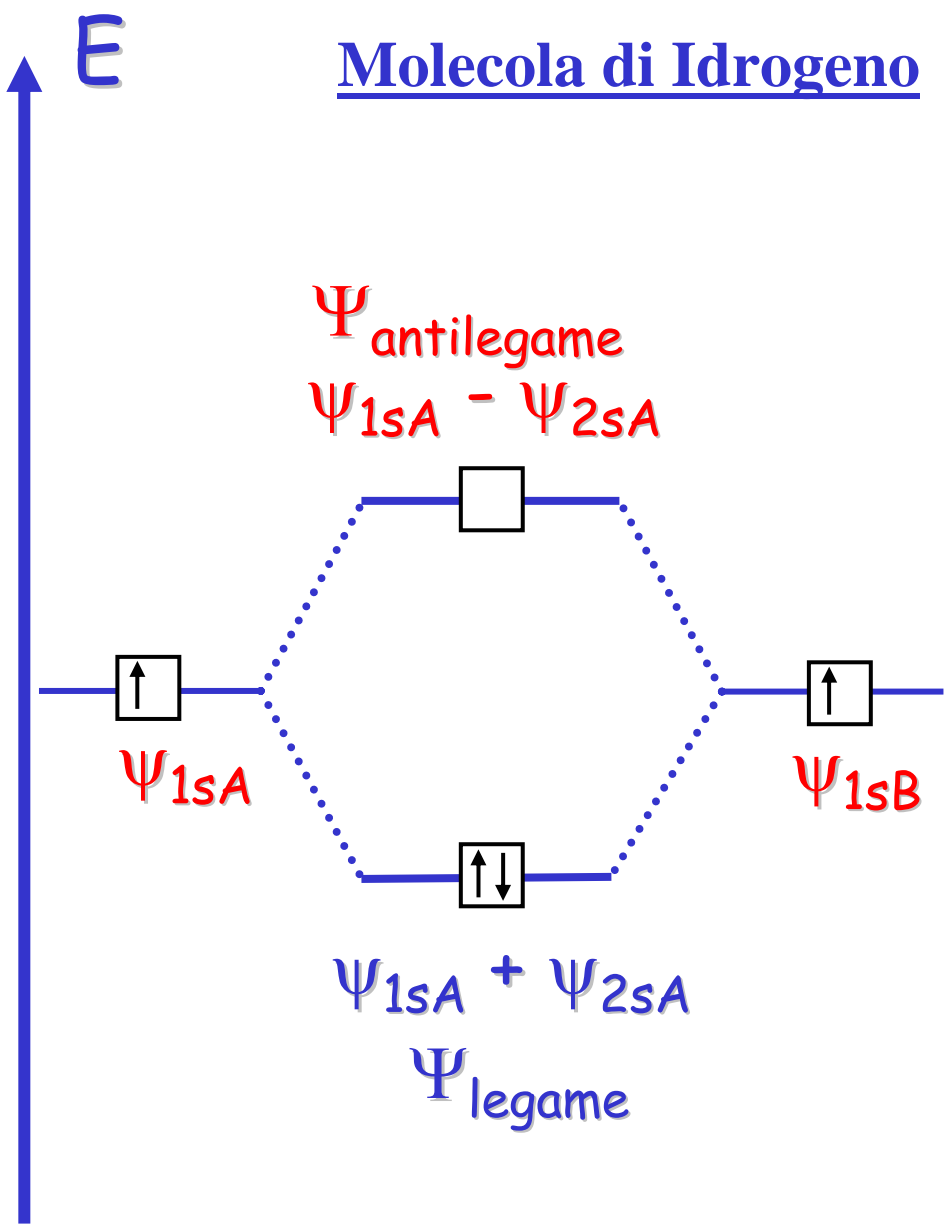 E
Molecola di Idrogeno
Ψantilegame
ψ1sA - ψ2sA
ψ1sA
ψ1sB
ψ1sA + ψ2sA
Ψlegame